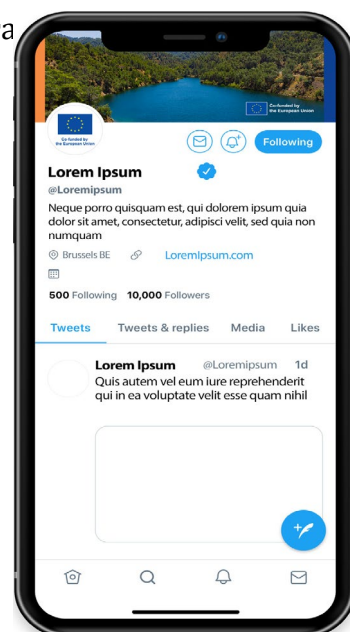 ra
Co-funded by
the European Union
Co-funded by
the European Union
Following
Lorem Ipsum
@Loremipsum
Neque porro quisquam est, qui dolorem ipsum quia
dolor sit amet, consectetur, adipisci velit, sed quia non
numquam
Brussels BE LoremIpsum.com
500 Following 10,000 Followers
Tweets Tweets & replies Media Likes
Lorem Ipsum @Loremipsum 1d
Quis autem vel eum iure reprehenderit
qui in ea voluptate velit esse quam nihil